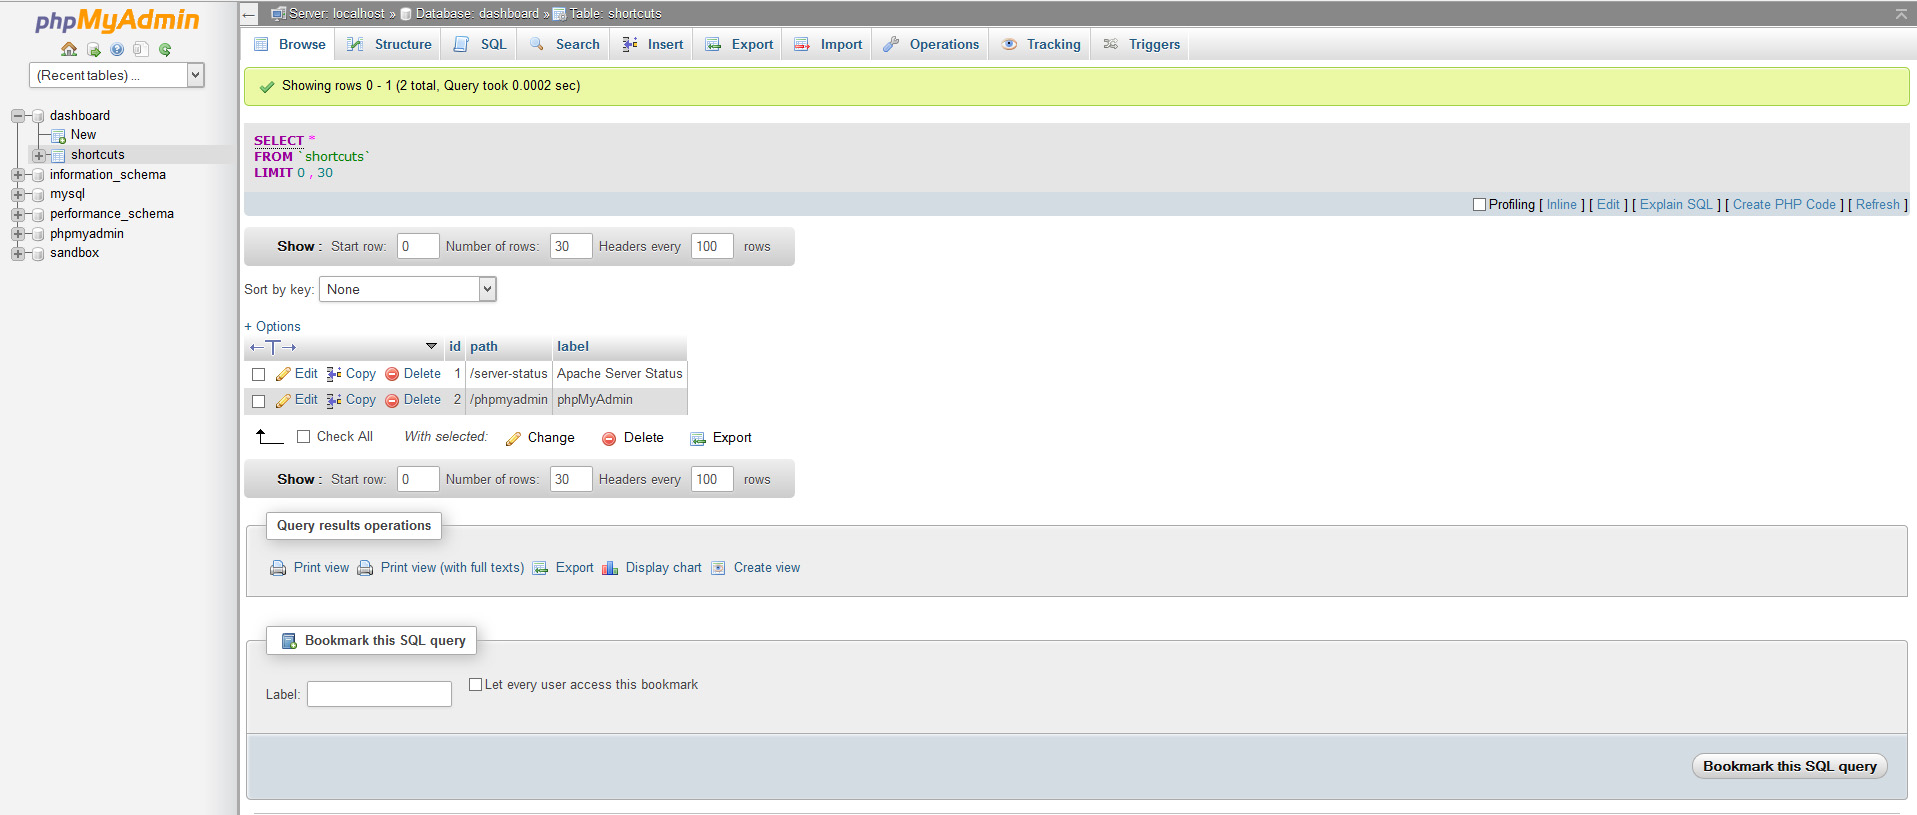 phpMyAdmin
(Recent tables) ...
dashboard
New
shortcuts
information_schema
mysql
performance_schema
phpmyadmin
sandbox
Server: localhost » Database: dashboard » Table: shortcuts
Browse Structure SQL Search Insert Export Import Operations Tracking Triggers
Showing rows 0 - 1 (2 total, Query took 0.0002 sec)
SELECT *
FROM `shortcuts`
LIMIT 0 , 30
Profiling [ Inline ] [ Edit ] [ Explain SQL ] [ Create PHP Code ] [ Refresh ]
Show : Start row: 0 Number of rows: 30 Headers every 100 rows
Sort by key: None
+ Options
←T→ id path label
Edit Copy Delete 1 /server-status Apache Server Status
Edit Copy Delete 2 /phpmyadmin phpMyAdmin
Check All With selected: Change Delete Export
Show : Start row: 0 Number of rows: 30 Headers every 100 rows
Query results operations
Print view Print view (with full texts) Export Display chart Create view
Bookmark this SQL query
Label: Let every user access this bookmark
Bookmark this SQL query